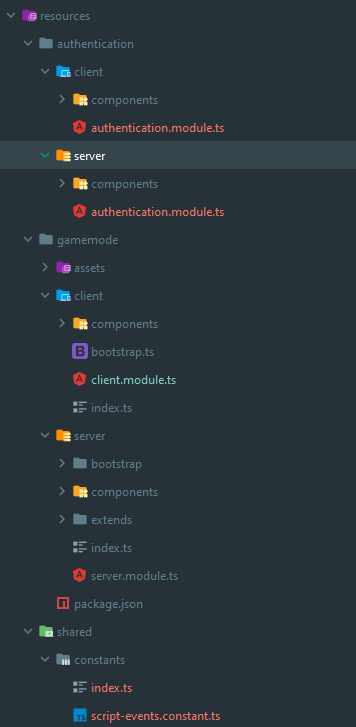 resources
authentication
client
components
authentication.module.ts
server
components
authentication.module.ts
gamemode
assets
client
components
bootstrap.ts
client.module.ts
index.ts
server
bootstrap
components
extends
index.ts
server.module.ts
package.json
shared
constants
index.ts
script-events.constant.ts